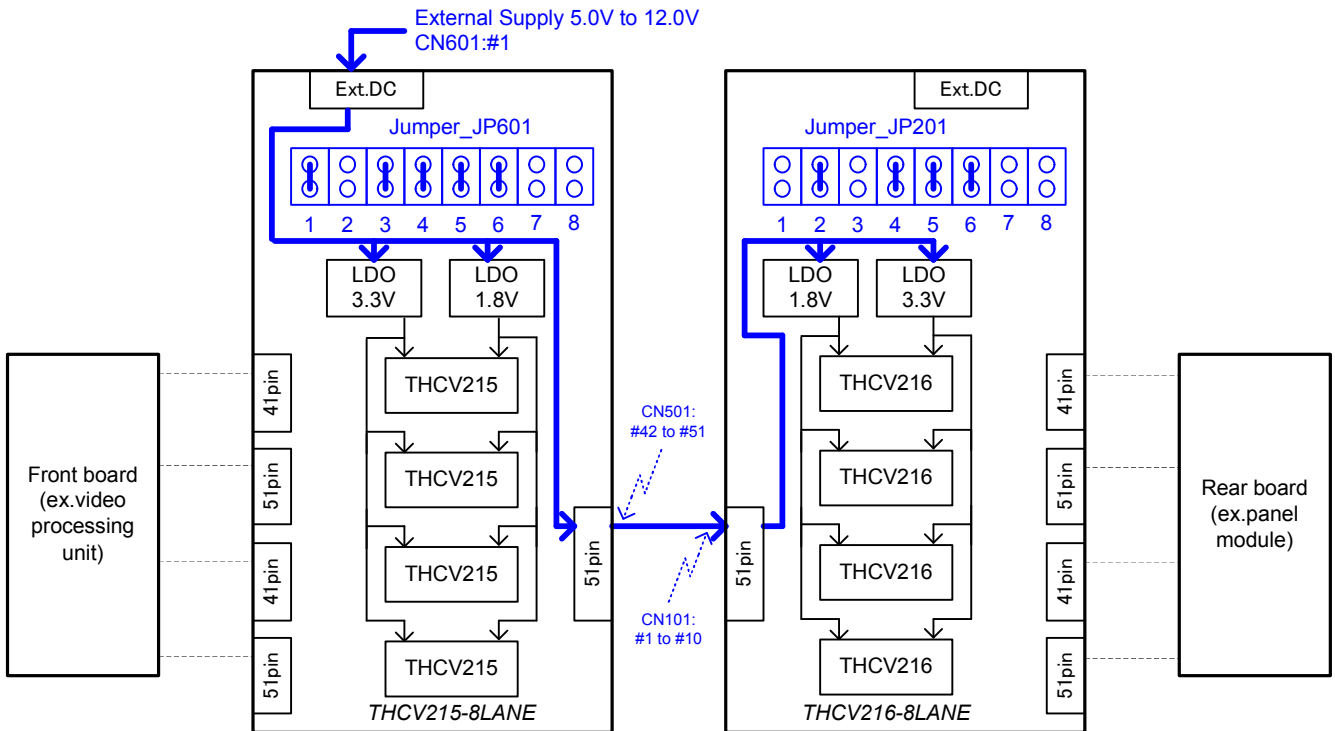 External Supply 5.0V to 12.0V
CN601:#1
Ext.DC
Jumper_JP601
1 2 3 4 5 6 7 8
LDO
3.3V
LDO
1.8V
THCV215
THCV215
THCV215
THCV215
THCV215-8LANE
41pin
51pin
41pin
51pin
Front board
(ex.video
processing
unit)
51pin
CN501:
#42 to #51
CN101:
#1 to #10
51pin
Ext.DC
Jumper_JP201
1 2 3 4 5 6 7 8
LDO
1.8V
LDO
3.3V
THCV216
THCV216
THCV216
THCV216
THCV216-8LANE
41pin
51pin
41pin
51pin
Rear board
(ex.panel
module)